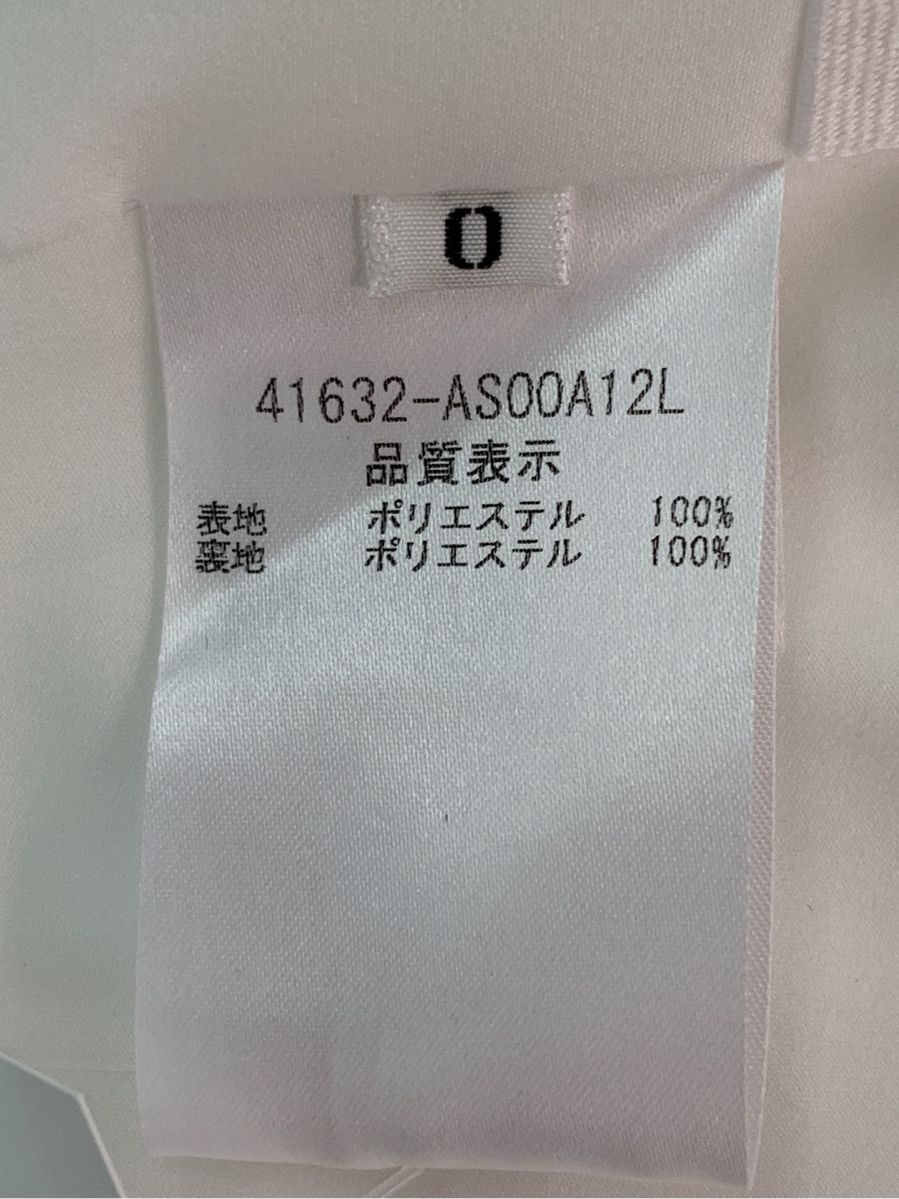 0
41632-AS00A12L
品質表示
表地 ポリエステル 100%
裏地 ポリエステル 100%